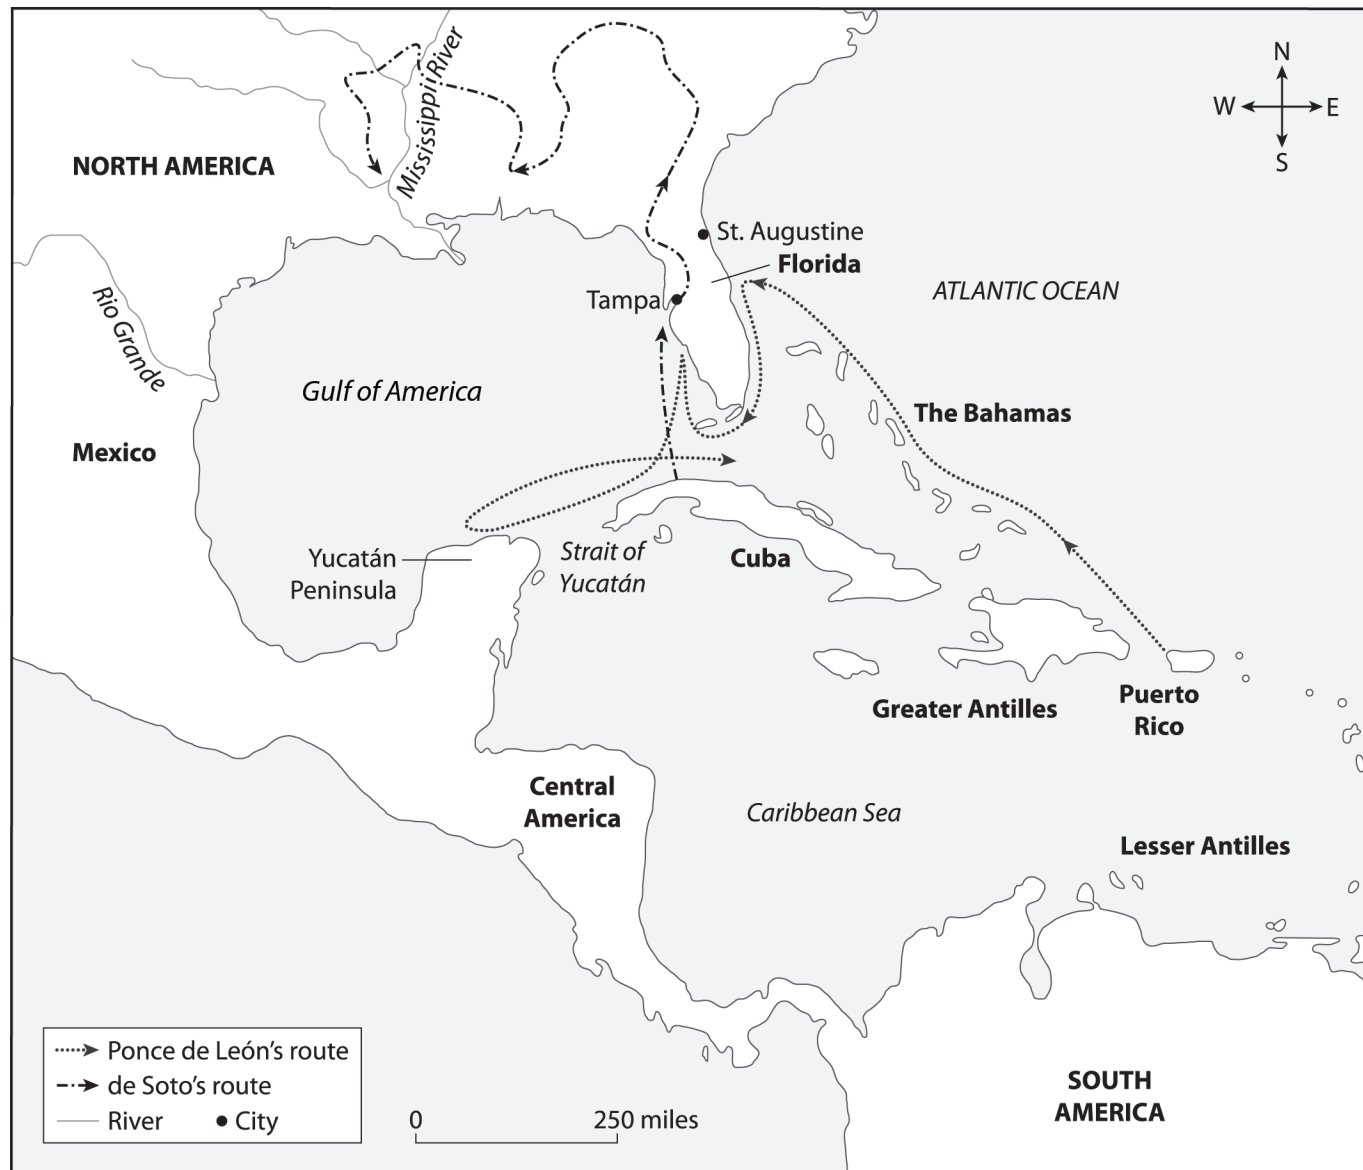 N
W E
S
Mississippi River
NORTH AMERICA
St. Augustine
Florida
ATLANTIC OCEAN
Tampa
Rio Grande
Gulf of America
The Bahamas
Mexico
Yucatán
Peninsula
Strait of
Yucatán
Cuba
Greater Antilles
Puerto
Rico
Central
America
Caribbean Sea
Lesser Antilles
SOUTH
AMERICA
Ponce de León's route
de Soto's route
River City
0 250 miles